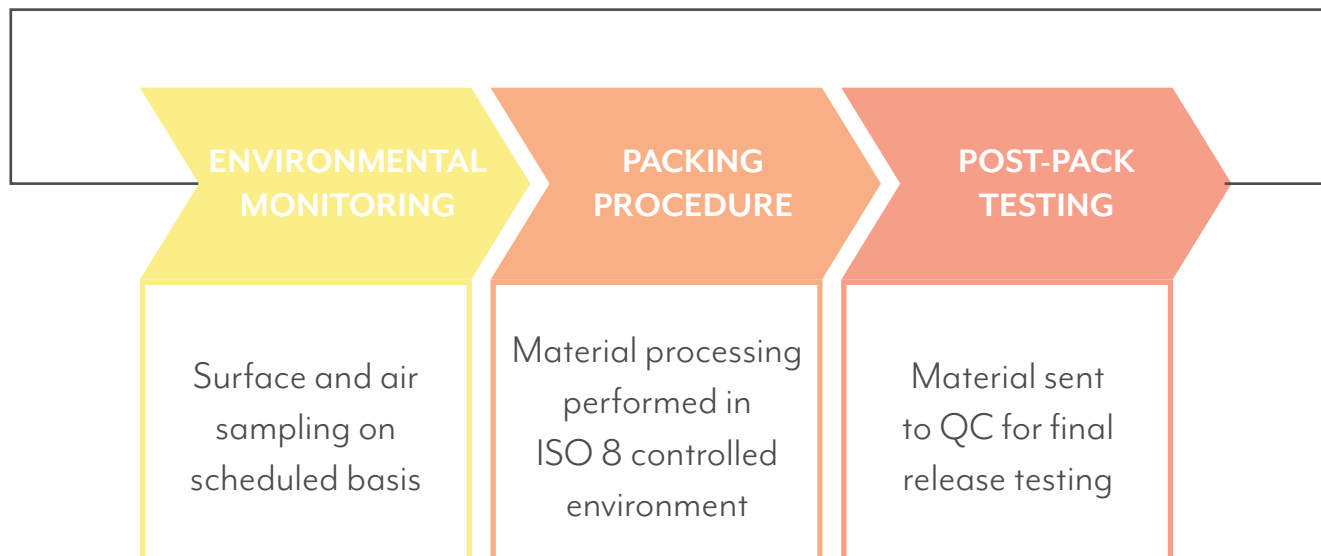 ENVIRONMENTAL
MONITORING
PACKING
PROCEDURE
POST-PACK
TESTING
Surface and air
sampling on
scheduled basis
Material processing
performed in
ISO 8 controlled
environment
Material sent
to QC for final
release testing